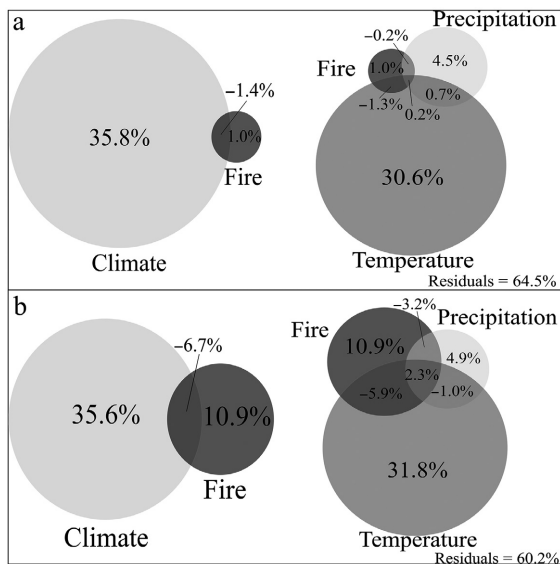 a
Precipitation
−0.2%
Fire
1.0%
4.5%
−1.4%
−1.3%
0.7%
0.2%
35.8%
1.0%
Fire
30.6%
Climate
Temperature
Residuals = 64.5%
b
−3.2%
Fire
Precipitation
−6.7%
10.9%
4.9%
2.3%
−5.9%
−1.0%
35.6%
10.9%
31.8%
Fire
Climate
Temperature
Residuals = 60.2%